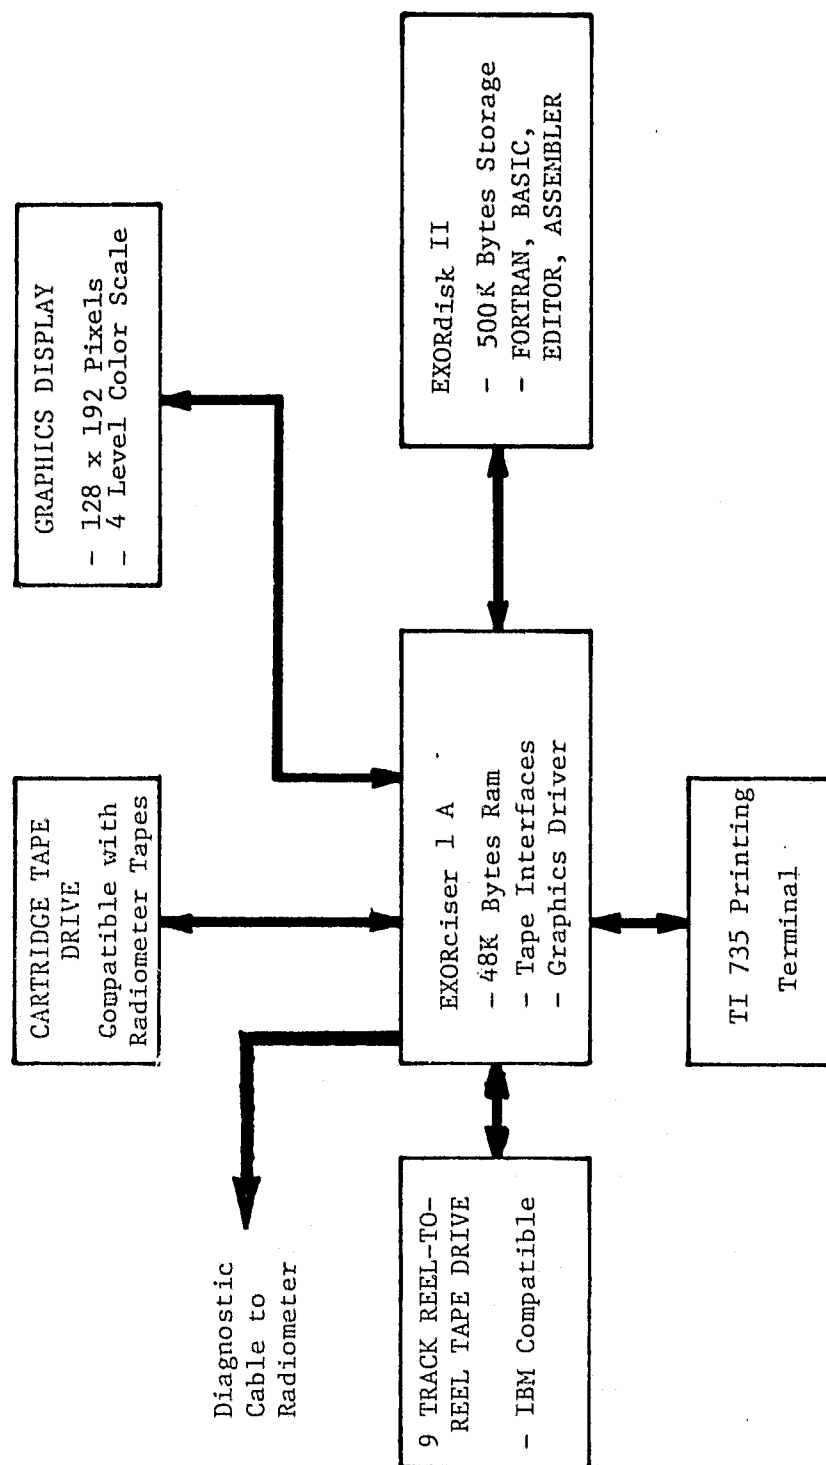 Diagnostic
Cable to
Radiometer
CARTRIDGE TAPE
DRIVE
Compatible with
Radiometer Tapes
GRAPHICS DISPLAY
- 128 x 192 Pixels
- 4 Level Color Scale
9 TRACK REEL-TO-
REEL TAPE DRIVE
- IBM Compatible
EXORciser 1 A
- 48K Bytes Ram
- Tape Interfaces
- Graphics Driver
EXORdisk II
- 500K Bytes Storage
- FORTRAN, BASIC,
EDITOR, ASSEMBLER
TI 735 Printing
Terminal